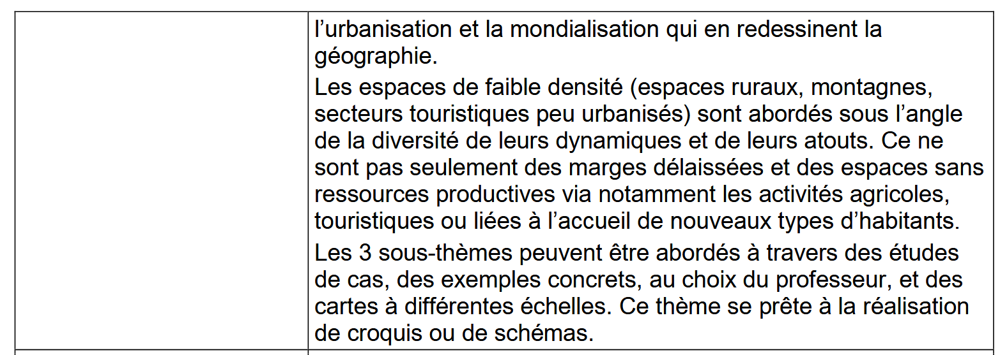 l’urbanisation et la mondialisation qui en redessinent la
géographie.
Les espaces de faible densité (espaces ruraux, montagnes,
secteurs touristiques peu urbanisés) sont abordés sous l’angle
de la diversité de leurs dynamiques et de leurs atouts. Ce ne
sont pas seulement des marges délaissées et des espaces sans
ressources productives via notamment les activités agricoles,
touristiques ou liées à l’accueil de nouveaux types d’habitants.
Les 3 sous-thèmes peuvent être abordés à travers des études
de cas, des exemples concrets, au choix du professeur, et des
cartes à différentes échelles. Ce thème se prête à la réalisation
de croquis ou de schémas.